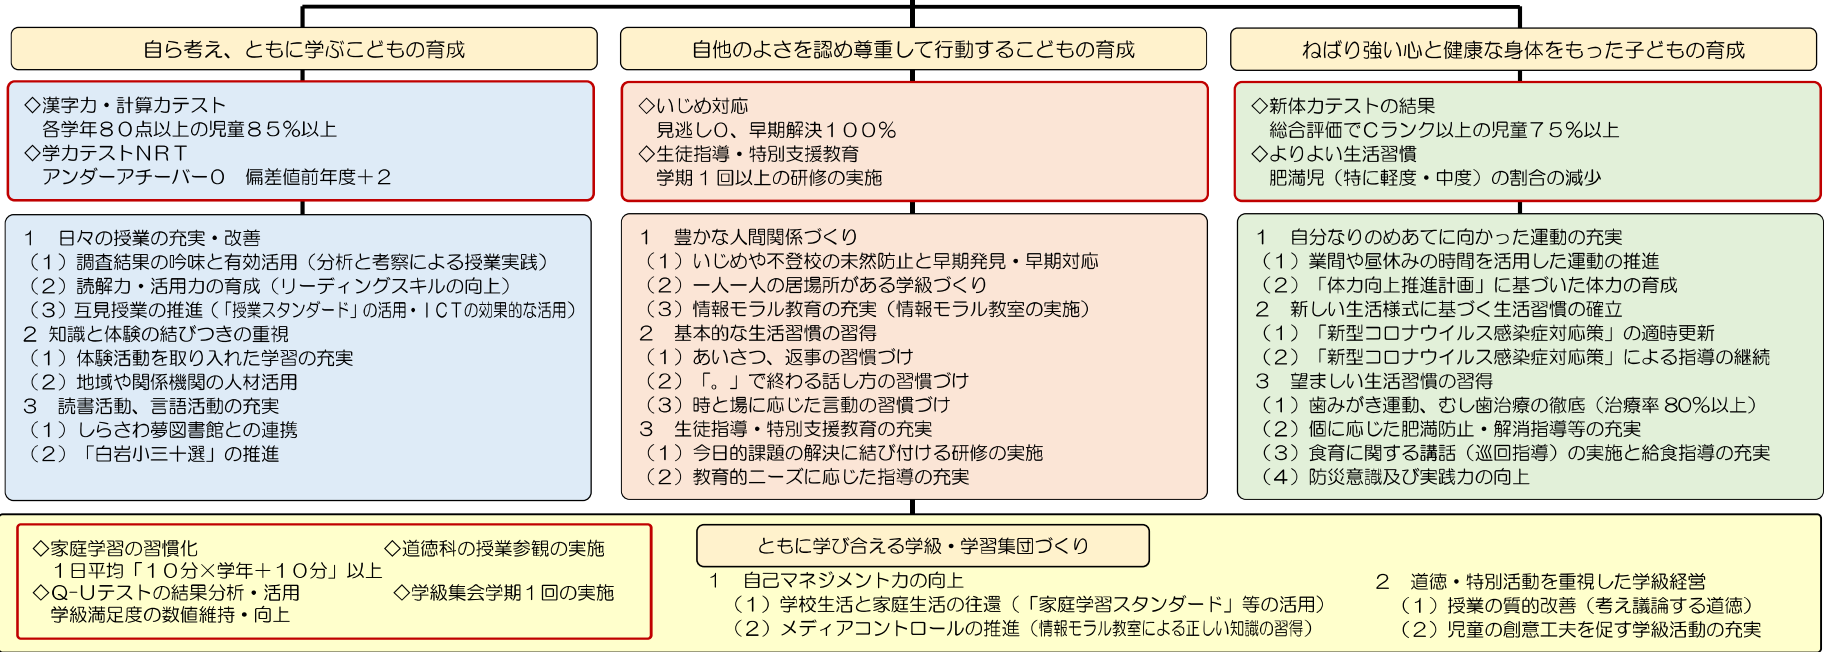 自ら考え、ともに学ぶこどもの育成
◇漢字力・計算力テスト
各学年８０点以上の児童８５％以上
◇学力テストＮＲＴ
アンダーアチーバー０　偏差値前年度＋２
１　日々の授業の充実・改善
（１）調査結果の吟味と有効活用（分析と考察による授業実践）
（２）読解力・活用力の育成（リーディングスキルの向上）
（３）互見授業の推進（「授業スタンダード」の活用・ＩＣＴの効果的な活用）
２ 知識と体験の結びつきの重視
（１）体験活動を取り入れた学習の充実
（２）地域や関係機関の人材活用
３　読書活動、言語活動の充実
（１）しらさわ夢図書館との連携
（２）「白岩小三十選」の推進
自他のよさを認め尊重して行動するこどもの育成
◇いじめ対応
見逃し０、早期解決１００％
◇生徒指導・特別支援教育
学期１回以上の研修の実施
１　豊かな人間関係づくり
（１）いじめや不登校の未然防止と早期発見・早期対応
（２）一人一人の居場所がある学級づくり
（３）情報モラル教育の充実（情報モラル教室の実施）
２　基本的な生活習慣の習得
（１）あいさつ、返事の習慣づけ
（２）「。」で終わる話し方の習慣づけ
（３）時と場に応じた言動の習慣づけ
３　生徒指導・特別支援教育の充実
（１）今日的課題の解決に結び付ける研修の実施
（２）教育的ニーズに応じた指導の充実
ねばり強い心と健康な身体をもった子どもの育成
◇新体力テストの結果
総合評価でＣランク以上の児童７５％以上
◇よりよい生活習慣
肥満児（特に軽度・中度）の割合の減少
１　自分なりのめあてに向かった運動の充実
（１）業間や昼休みの時間を活用した運動の推進
（２）「体力向上推進計画」に基づいた体力の育成
２　新しい生活様式に基づく生活習慣の確立
（１）「新型コロナウイルス感染症対応策」の適時更新
（２）「新型コロナウイルス感染症対応策」による指導の継続
３　望ましい生活習慣の習得
（１）歯みがき運動、むし歯治療の徹底（治療率 80％以上）
（２）個に応じた肥満防止・解消指導等の充実
（３）食育に関する講話（巡回指導）の実施と給食指導の充実
（４）防災意識及び実践力の向上
◇家庭学習の習慣化
１日平均「１０分×学年＋１０分」以上
◇Ｑ-Ｕテストの結果分析・活用
学級満足度の数値維持・向上
◇道徳科の授業参観の実施
◇学級集会学期１回の実施
ともに学び合える学級・学習集団づくり
１　自己マネジメント力の向上
（１）学校生活と家庭生活の往還（「家庭学習スタンダード」等の活用）
（２）メディアコントロールの推進（情報モラル教室による正しい知識の習得）
２　道徳・特別活動を重視した学級経営
（１）授業の質的改善（考え議論する道徳）
（２）児童の創意工夫を促す学級活動の充実